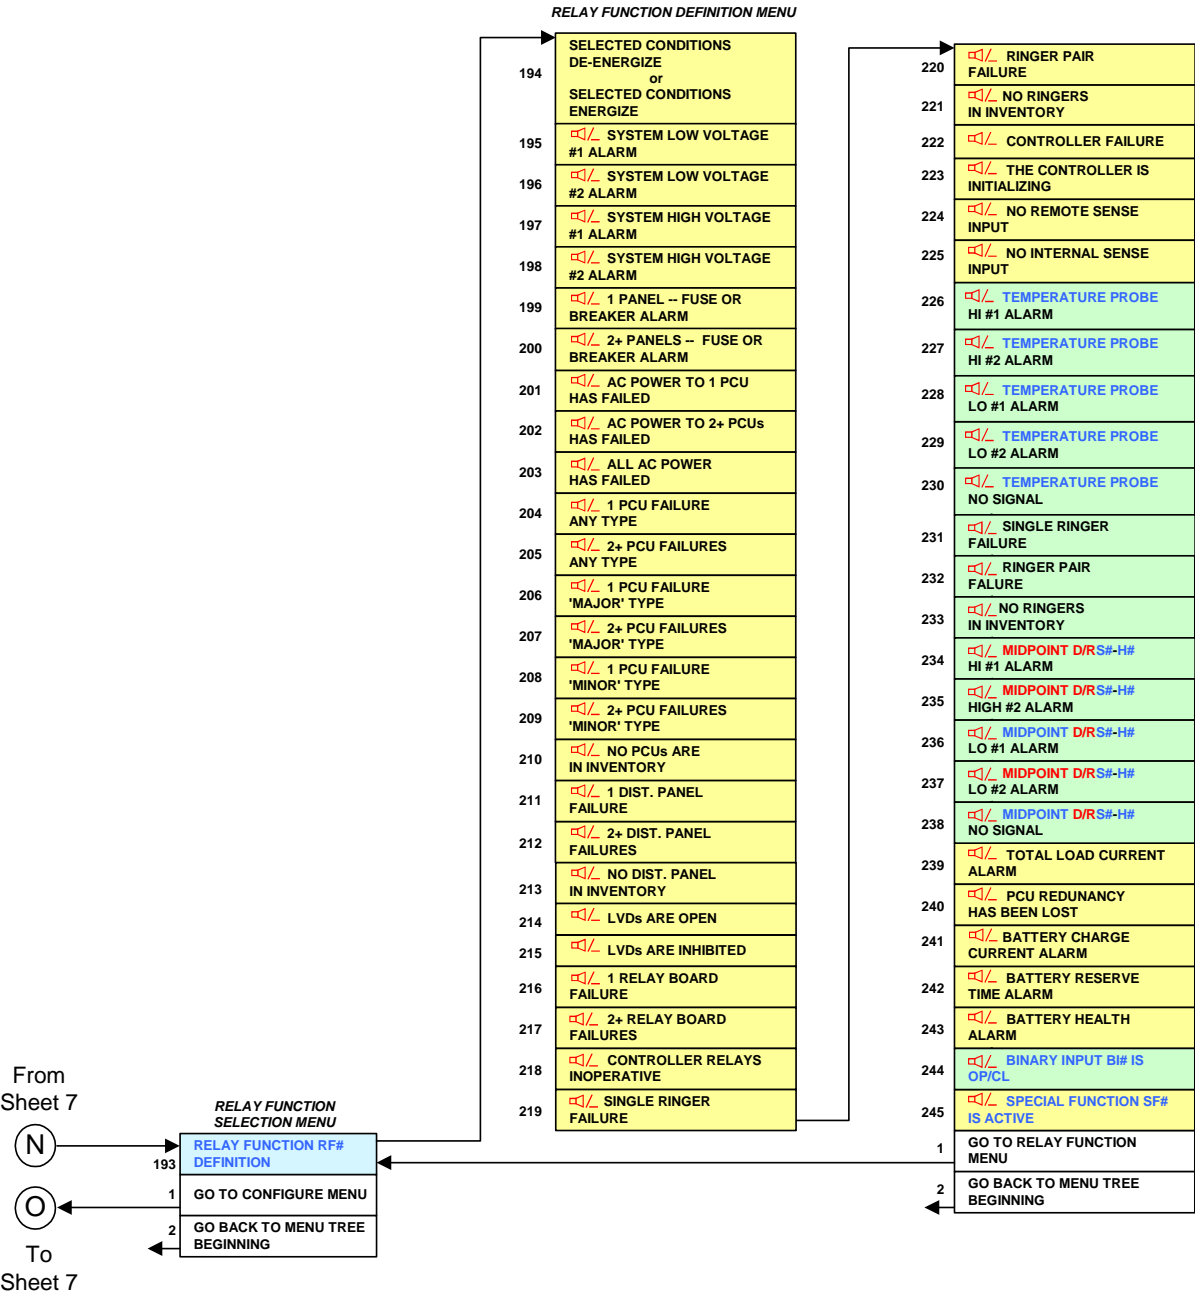 RELAY FUNCTION DEFINITION MENU
194
SELECTED CONDITIONS
DE-ENERGIZE
or
SELECTED CONDITIONS
ENERGIZE
195
SYSTEM LOW VOLTAGE
#1 ALARM
196
SYSTEM LOW VOLTAGE
#2 ALARM
197
SYSTEM HIGH VOLTAGE
#1 ALARM
198
SYSTEM HIGH VOLTAGE
#2 ALARM
199
1 PANEL -- FUSE OR
BREAKER ALARM
200
2+ PANELS -- FUSE OR
BREAKER ALARM
201
AC POWER TO 1 PCU
HAS FAILED
202
AC POWER TO 2+ PCUs
HAS FAILED
203
ALL AC POWER
HAS FAILED
204
1 PCU FAILURE
ANY TYPE
205
2+ PCU FAILURES
ANY TYPE
206
1 PCU FAILURE
'MAJOR' TYPE
207
2+ PCU FAILURES
'MAJOR' TYPE
208
1 PCU FAILURE
'MINOR' TYPE
209
2+ PCU FAILURES
'MINOR' TYPE
210
NO PCUs ARE
IN INVENTORY
211
1 DIST. PANEL
FAILURE
212
2+ DIST. PANEL
FAILURES
213
NO DIST. PANEL
IN INVENTORY
214
LVDs ARE OPEN
215
LVDs ARE INHIBITED
216
1 RELAY BOARD
FAILURE
217
2+ RELAY BOARD
FAILURES
218
CONTROLLER RELAYS
INOPERATIVE
219
SINGLE RINGER
FAILURE
220
RINGER PAIR
FAILURE
221
NO RINGERS
IN INVENTORY
222
CONTROLLER FAILURE
223
THE CONTROLLER IS
INITIALIZING
224
NO REMOTE SENSE
INPUT
225
NO INTERNAL SENSE
INPUT
226
TEMPERATURE PROBE
HI #1 ALARM
227
TEMPERATURE PROBE
HI #2 ALARM
228
TEMPERATURE PROBE
LO #1 ALARM
229
TEMPERATURE PROBE
LO #2 ALARM
230
TEMPERATURE PROBE
NO SIGNAL
231
SINGLE RINGER
FAILURE
232
RINGER PAIR
FALURE
233
NO RINGERS
IN INVENTORY
234
MIDPOINT D/RS#-H#
HI #1 ALARM
235
MIDPOINT D/RS#-H#
HIGH #2 ALARM
236
MIDPOINT D/RS#-H#
LO #1 ALARM
237
MIDPOINT D/RS#-H#
LO #2 ALARM
238
MIDPOINT D/RS#-H#
NO SIGNAL
239
TOTAL LOAD CURRENT
ALARM
240
PCU REDUNANCY
HAS BEEN LOST
241
BATTERY CHARGE
CURRENT ALARM
242
BATTERY RESERVE
TIME ALARM
243
BATTERY HEALTH
ALARM
244
BINARY INPUT BI# IS
OP/CL
245
SPECIAL FUNCTION SF#
IS ACTIVE
1
GO TO RELAY FUNCTION
MENU
2
GO BACK TO MENU TREE
BEGINNING
From
Sheet 7
N
RELAY FUNCTION
SELECTION MENU
193
RELAY FUNCTION RF#
DEFINITION
1
GO TO CONFIGURE MENU
2
GO BACK TO MENU TREE
BEGINNING
O
To
Sheet 7